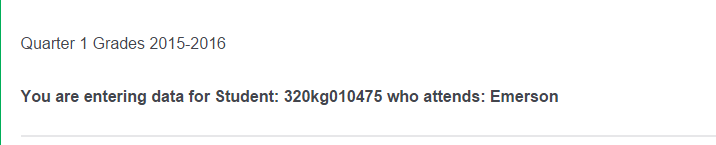 Quarter 1 Grades 2015-2016
You are entering data for Student: 320kg010475 who attends: Emerson